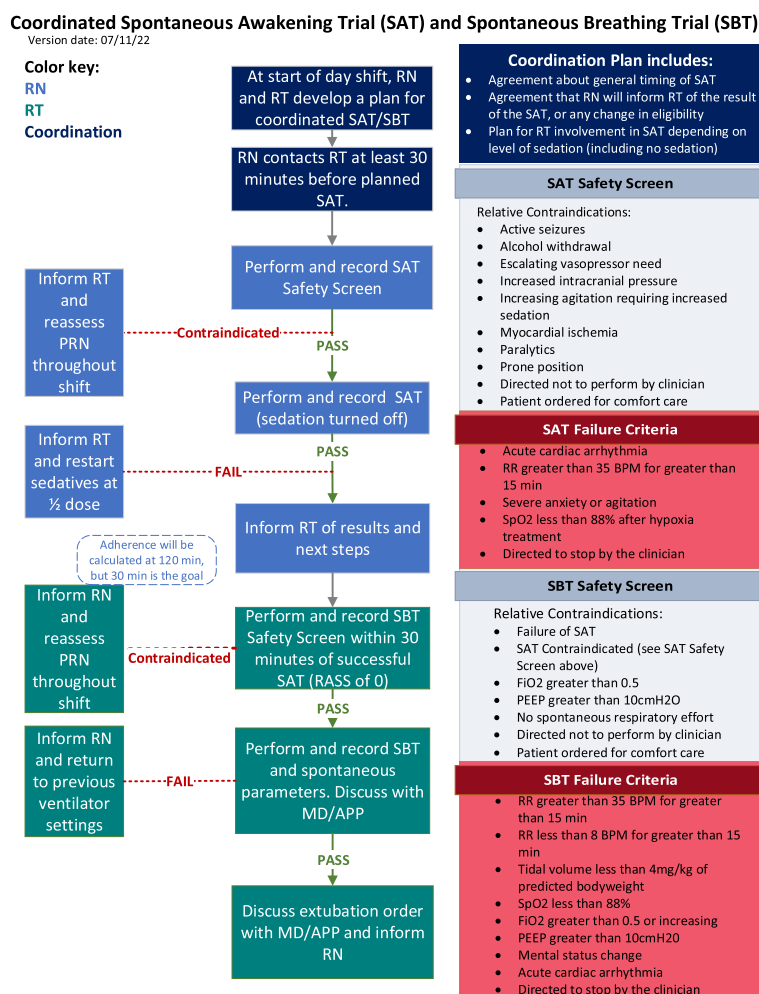 Coordinated Spontaneous Awakening Trial (SAT) and Spontaneous Breathing Trial (SBT)
Version date: 07/11/22
Color key:
RN
RT
Coordination
At start of day shift, RN
and RT develop a plan for
coordinated SAT/SBT
RN contacts RT at least 30
minutes before planned
SAT.
Perform and record SAT
Safety Screen
Inform RT
and
reassess
PRN
throughout
shift
Contraindicated
PASS
Perform and record  SAT
(sedation turned off)
Inform RT
and restart
sedatives at
½ dose
PASS
FAIL
Inform RT of results and
next steps
Adherence will be
calculated at 120 min,
but 30 min is the goal
Inform RN
and
reassess
PRN
throughout
shift
Contraindicated
Perform and record SBT
Safety Screen within 30
minutes of successful
SAT (RASS of 0)
PASS
Inform RN
and return
to previous
ventilator
settings
FAIL
Perform and record SBT
and spontaneous
parameters. Discuss with
MD/APP
PASS
Discuss extubation order
with MD/APP and inform
RN
Coordination Plan includes:
• Agreement about general timing of SAT
• Agreement that RN will inform RT of the result
of the SAT, or any change in eligibility
• Plan for RT involvement in SAT depending on
level of sedation (including no sedation)
SAT Safety Screen
Relative Contraindications:
• Active seizures
• Alcohol withdrawal
• Escalating vasopressor need
• Increased intracranial pressure
• Increasing agitation requiring increased
sedation
• Myocardial ischemia
• Paralytics
• Prone position
• Directed not to perform by clinician
• Patient ordered for comfort care
SAT Failure Criteria
• Acute cardiac arrhythmia
• RR greater than 35 BPM for greater than
15 min
• Severe anxiety or agitation
• SpO2 less than 88% after hypoxia
treatment
• Directed to stop by the clinician
SBT Safety Screen
Relative Contraindications:
• Failure of SAT
• SAT Contraindicated (see SAT Safety
Screen above)
• FiO2 greater than 0.5
• PEEP greater than 10cmH2O
• No spontaneous respiratory effort
• Directed not to perform by clinician
• Patient ordered for comfort care
SBT Failure Criteria
• RR greater than 35 BPM for greater
than 15 min
• RR less than 8 BPM for greater than 15
min
• Tidal volume less than 4mg/kg of
predicted bodyweight
• SpO2 less than 88%
• FiO2 greater than 0.5 or increasing
• PEEP greater than 10cmH20
• Mental status change
• Acute cardiac arrhythmia
• Directed to stop by the clinician